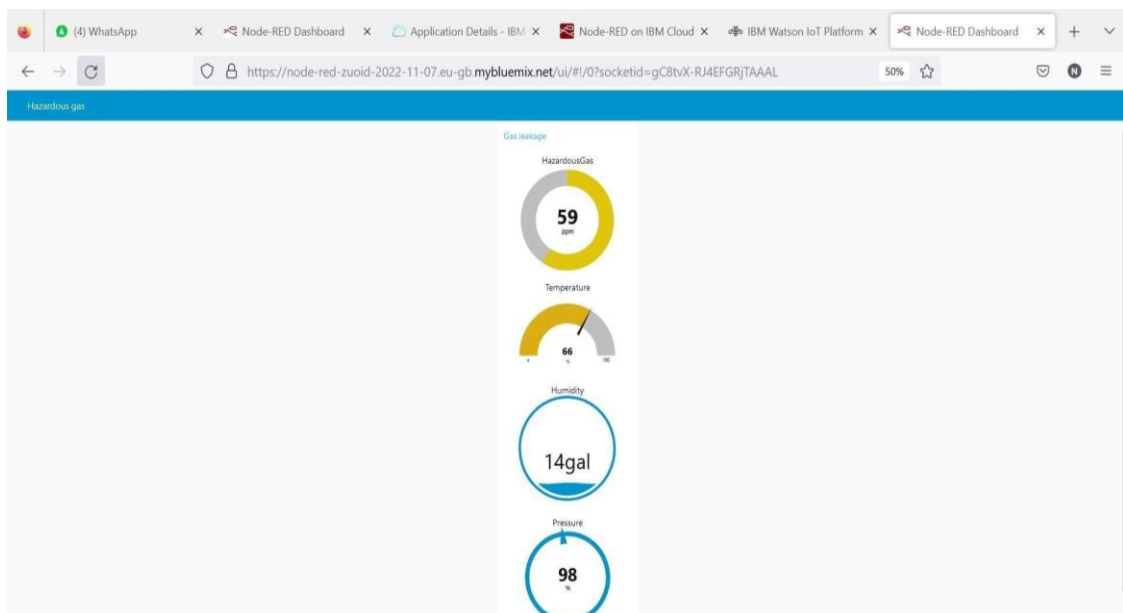 (4) WhatsApp
Node-RED Dashboard
Application Details - IBM
Node-RED on IBM Cloud
IBM Watson IoT Platform
Node-RED Dashboard
https://node-red-zuoid-2022-11-07.eu-gb.mybluemix.net/ui/#!/0?socketid=gC8tvX-RJ4EFGRjTAAAL
50%
N
Hazardous gas
Gas leakage
HazardousGas
59
ppm
Temperature
66
%
100
Humidity
14gal
Pressure
98
%